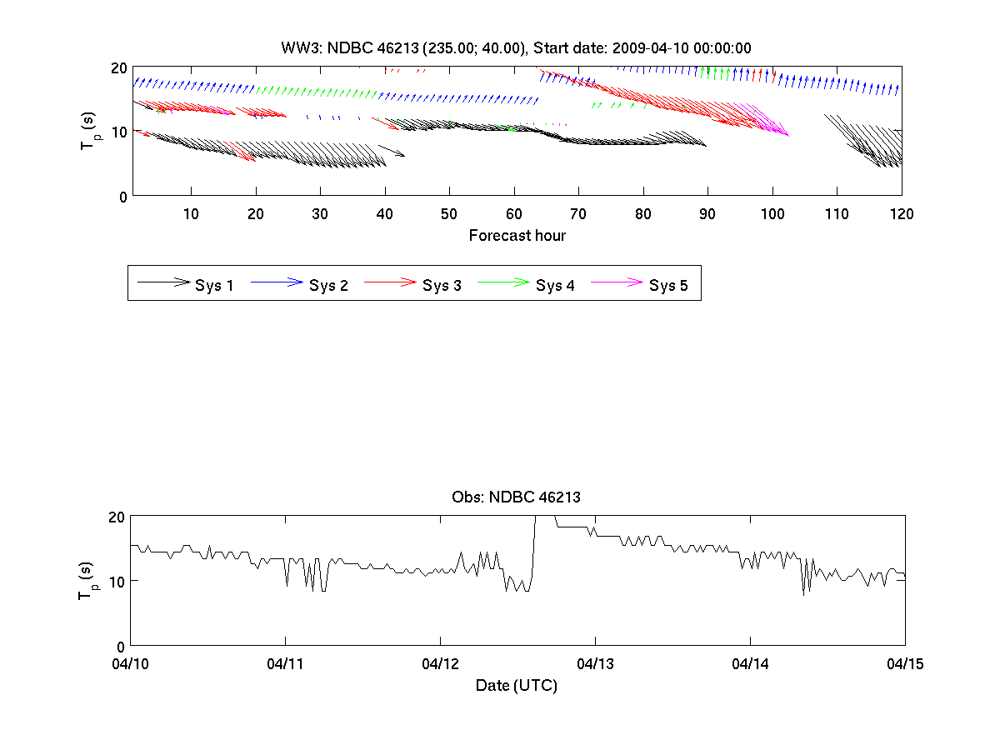 WW3: NDBC 46213 (235.00; 40.00), Start date: 2009-04-10 00:00:00
20
10
0
T_p (s)
10 20 30 40 50 60 70 80 90 100 110 120
Forecast hour
Sys 1 Sys 2 Sys 3 Sys 4 Sys 5
Obs: NDBC 46213
20
10
0
T_p (s)
04/10 04/11 04/12 04/13 04/14 04/15
Date (UTC)